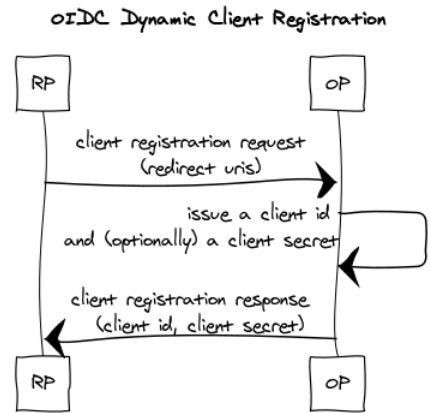 OIDC Dynamic Client Registration
RP
OP
client registration request
(redirect uris)
issue a client id
and (optionally) a client secret
client registration response
(client id, client secret)
RP
OP